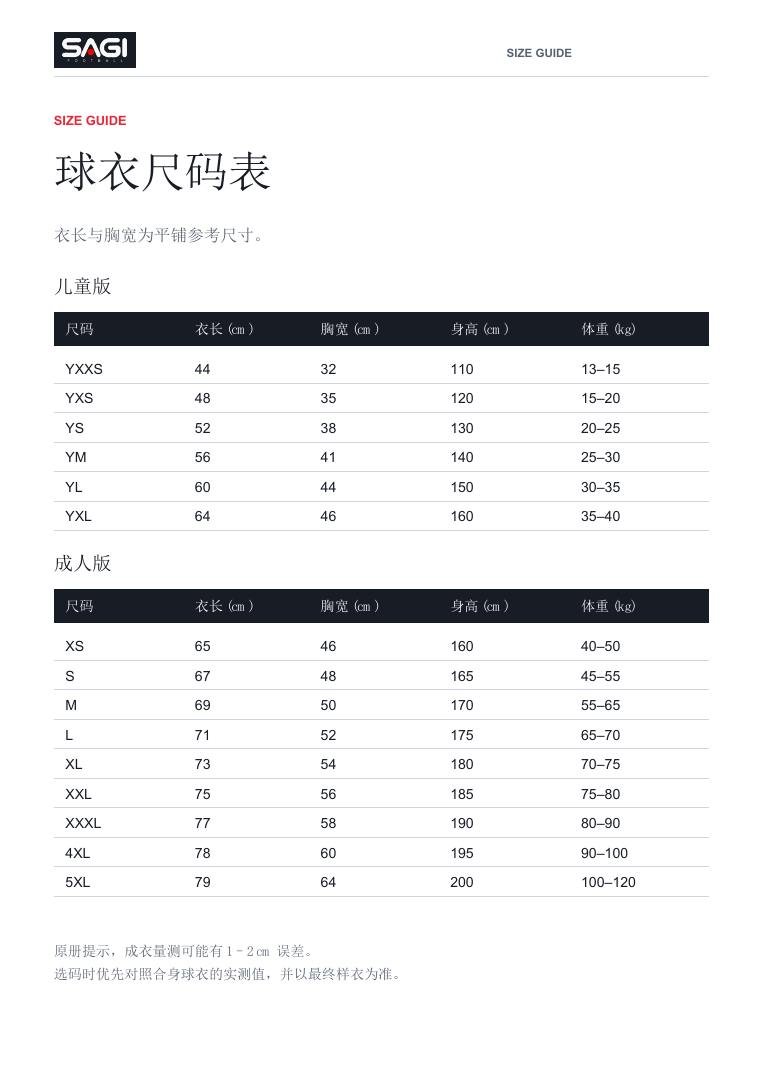 SAGI
FOOTBALL
SIZE GUIDE
SIZE GUIDE
球衣尺码表
衣长与胸宽为平铺参考尺寸。
儿童版
尺码 衣长 (cm) 胸宽 (cm) 身高 (cm) 体重 (kg)
YXXS 44 32 110 13–15
YXS 48 35 120 15–20
YS 52 38 130 20–25
YM 56 41 140 25–30
YL 60 44 150 30–35
YXL 64 46 160 35–40
成人版
尺码 衣长 (cm) 胸宽 (cm) 身高 (cm) 体重 (kg)
XS 65 46 160 40–50
S 67 48 165 45–55
M 69 50 170 55–65
L 71 52 175 65–70
XL 73 54 180 70–75
XXL 75 56 185 75–80
XXXL 77 58 190 80–90
4XL 78 60 195 90–100
5XL 79 64 200 100–120
原册提示，成衣量测可能有 1–2 cm 误差。
选码时优先对照合身球衣的实测值，并以最终样衣为准。